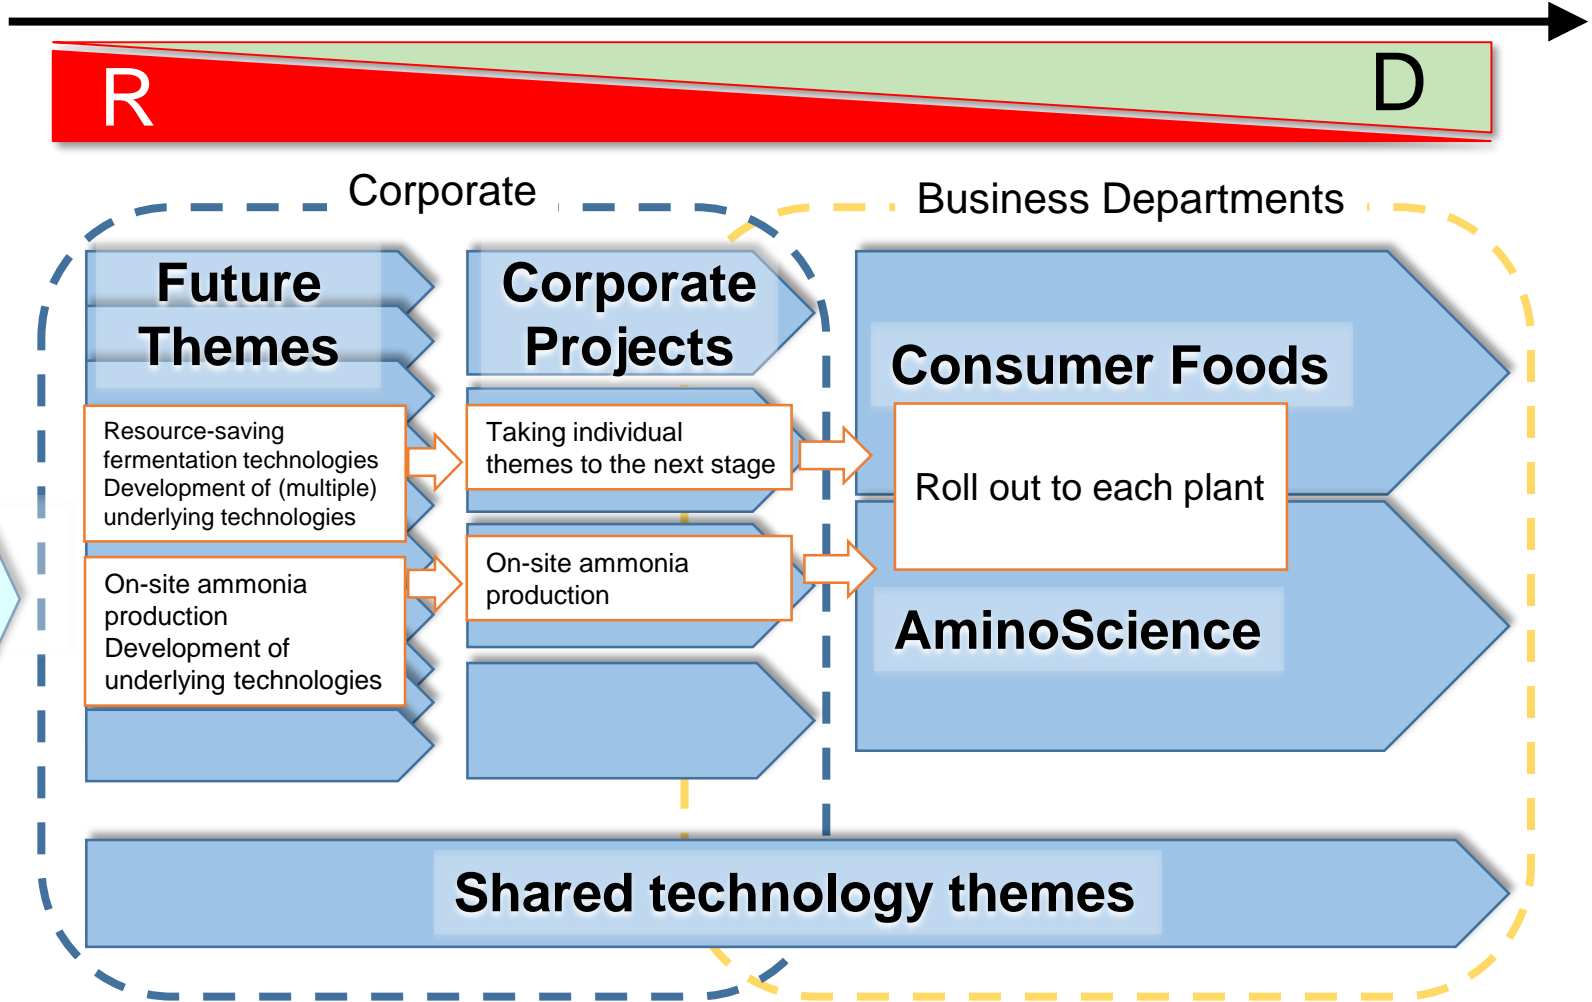 R
D
Corporate
Business Departments
Future
Themes
Corporate
Projects
Consumer Foods
Resource-saving
fermentation technologies
Development of (multiple)
underlying technologies
Taking individual
themes to the next stage
Roll out to each plant
On-site ammonia
production
Development of
underlying technologies
On-site ammonia
production
AminoScience
Shared technology themes